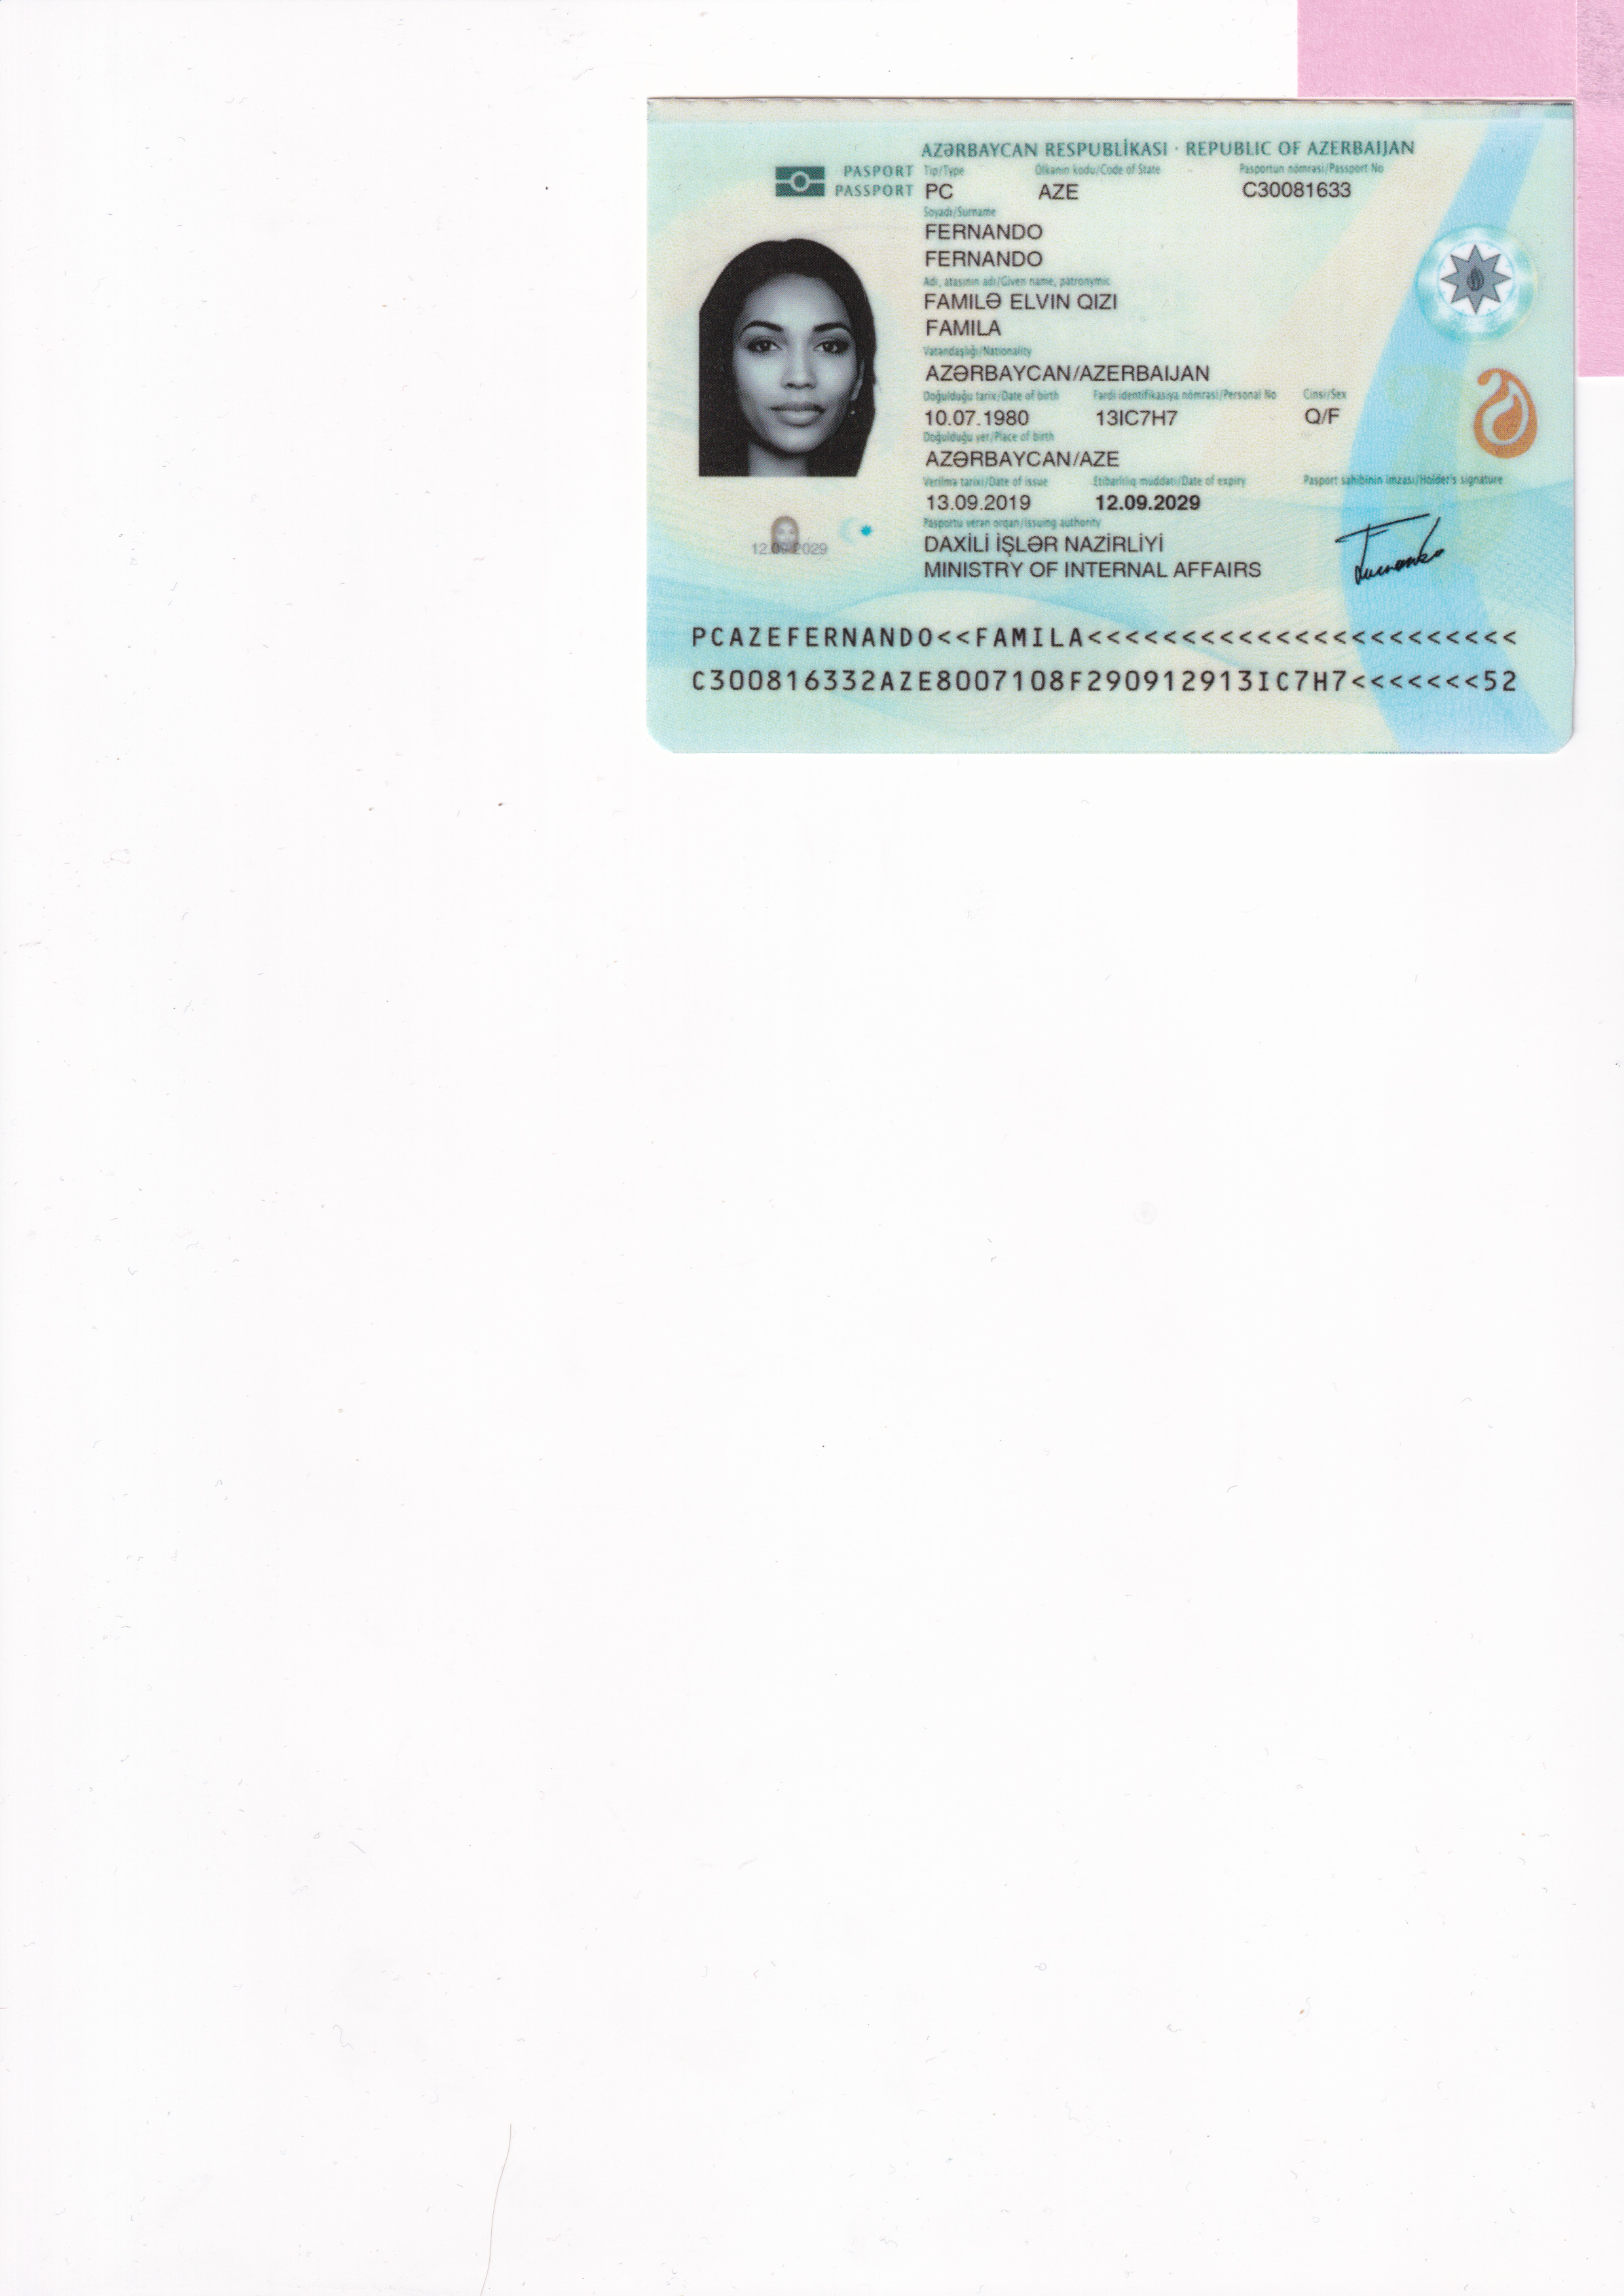 AZƏRBAYCAN RESPUBLİKASI · REPUBLIC OF AZERBAIJAN
PASPORT Tip/Type Ölkənin kodu/Code of State Pasportun nömrəsi/Passport No
PASSPORT PC AZE C30081633
Soyadı/Surname
FERNANDO
FERNANDO
Adı, atasının adı/Given name, patronymic
FAMILƏ ELVIN QIZI
FAMILA
Vətəndaşlığı/Nationality
AZƏRBAYCAN/AZERBAIJAN
Doğulduğu tarix/Date of birth Fərdi identifikasiya nömrəsi/Personal No Cinsi/Sex
10.07.1980 13IC7H7 Q/F
Doğulduğu yer/Place of birth
AZƏRBAYCAN/AZE
Verilmə tarixi/Date of issue Etibarlılıq müddəti/Date of expiry Pasport sahibinin imzası/Holder's signature
13.09.2019 12.09.2029
Pasportu verən orqan/Issuing authority
12.09.2029
DAXİLİ İŞLƏR NAZİRLİYİ
MINISTRY OF INTERNAL AFFAIRS
PCAZEFERNANDO<<FAMILA<<<<<<<<<<<<<<<<<<<<<<<
C300816332AZE8007108F290912913IC7H7<<<<<<<52